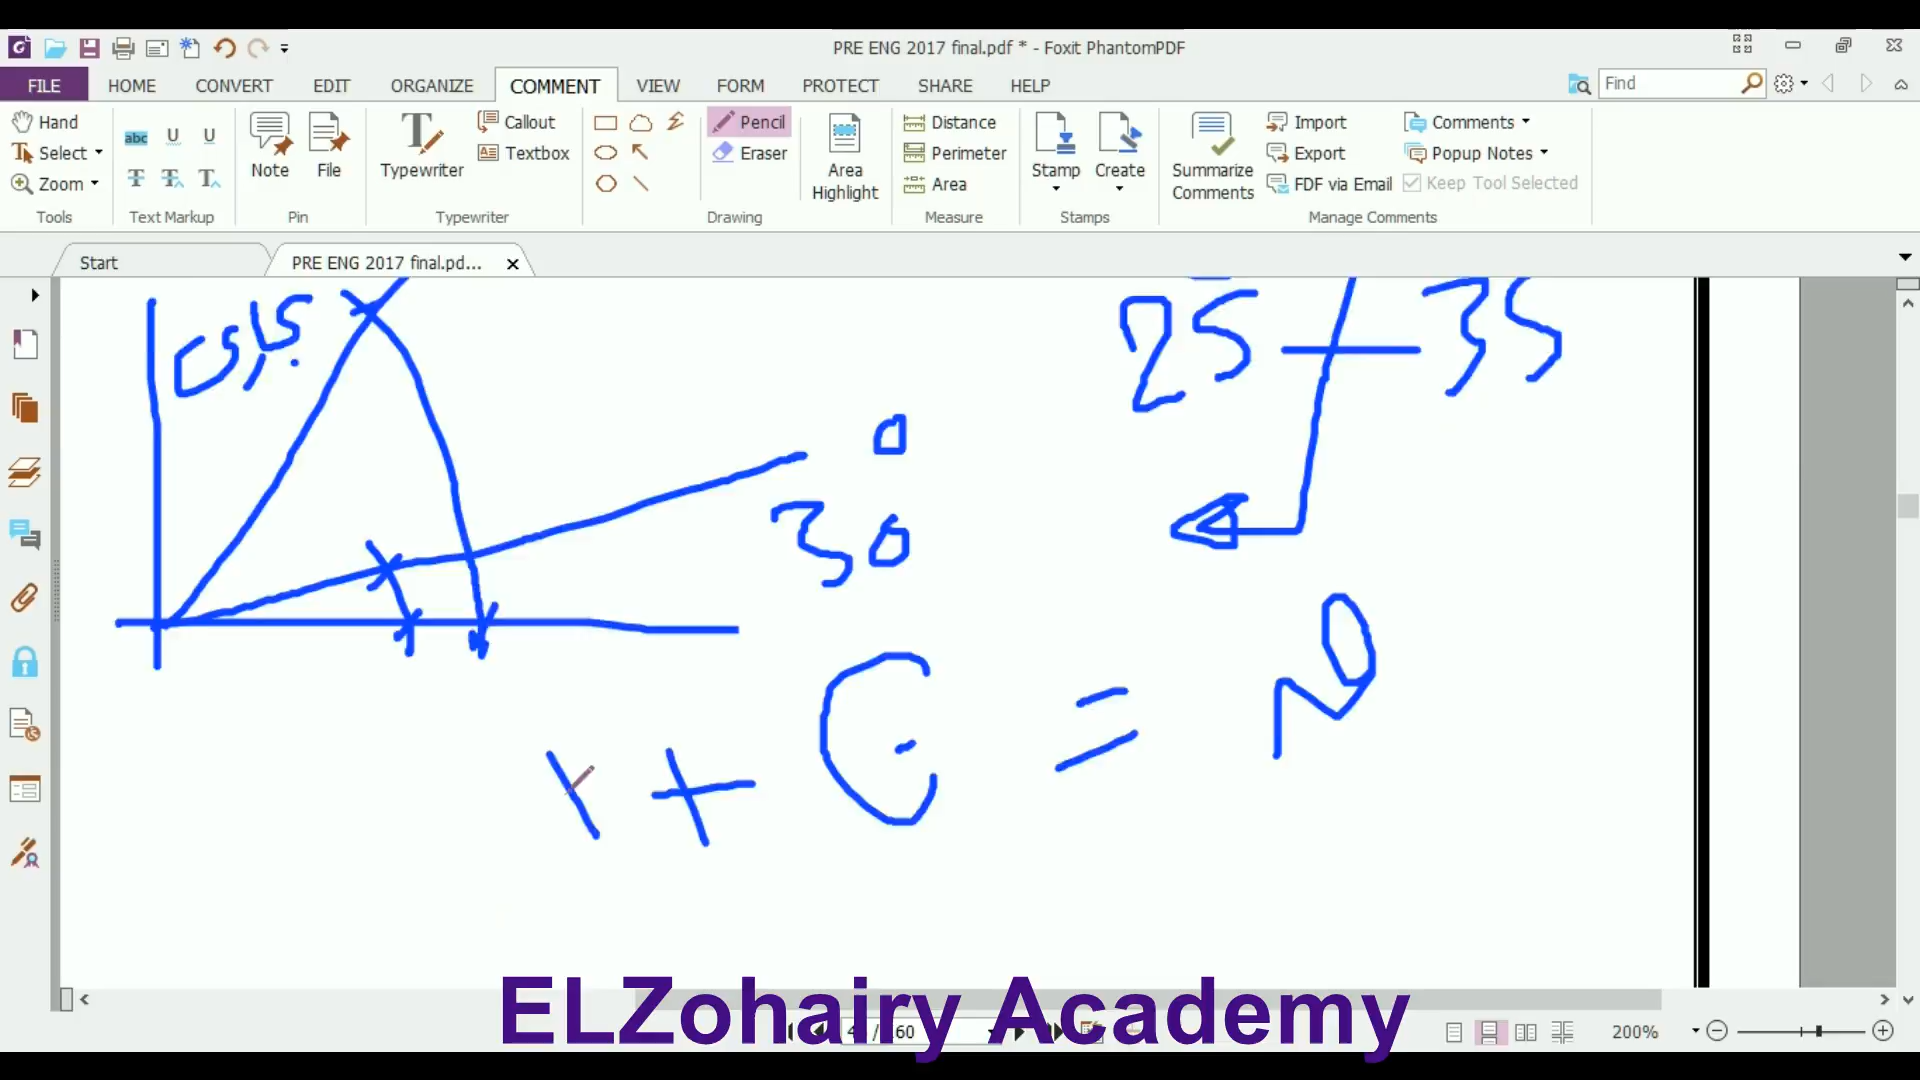 PRE ENG 2017 final.pdf * - Foxit PhantomPDF
FILE HOME CONVERT EDIT ORGANIZE COMMENT VIEW FORM PROTECT SHARE HELP Find
Hand Select Zoom
Tools
abc U U T T T
Text Markup
Note File
Pin
Typewriter Callout Textbox
Typewriter
Pencil Eraser Area Highlight
Drawing
Distance Perimeter Area
Measure
Stamp Create
Stamps
Summarize Comments Import Export FDF via Email Comments Popup Notes Keep Tool Selected
Manage Comments
Start PRE ENG 2017 final.pd...
25 35
30
+ =
ELZohairy Academy
4 / 60
200%